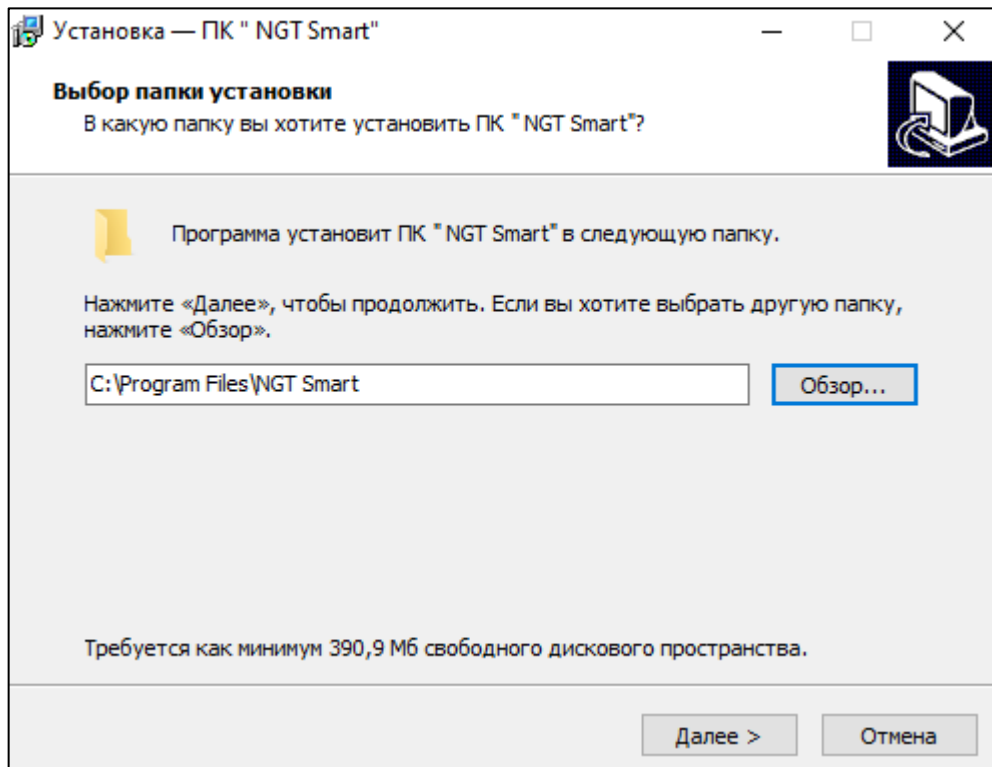 Установка — ПК " NGT Smart"
Выбор папки установки
В какую папку вы хотите установить ПК " NGT Smart"?
Программа установит ПК " NGT Smart" в следующую папку.
Нажмите «Далее», чтобы продолжить. Если вы хотите выбрать другую папку,
нажмите «Обзор».
C:\Program Files\NGT Smart
Обзор...
Требуется как минимум 390,9 Мб свободного дискового пространства.
Далее >
Отмена